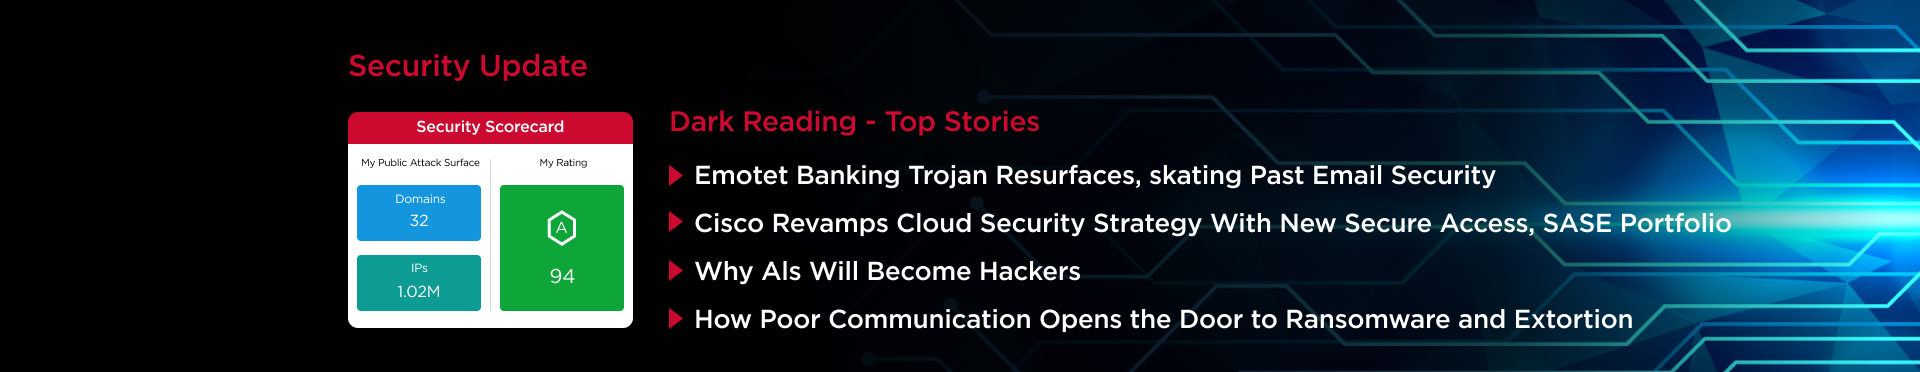 Security Update
Security Scorecard
My Public Attack Surface
My Rating
Domains
32
IPs
1.02M
A
94
Dark Reading - Top Stories
Emotet Banking Trojan Resurfaces, skating Past Email Security
Cisco Revamps Cloud Security Strategy With New Secure Access, SASE Portfolio
Why Als Will Become Hackers
How Poor Communication Opens the Door to Ransomware and Extortion